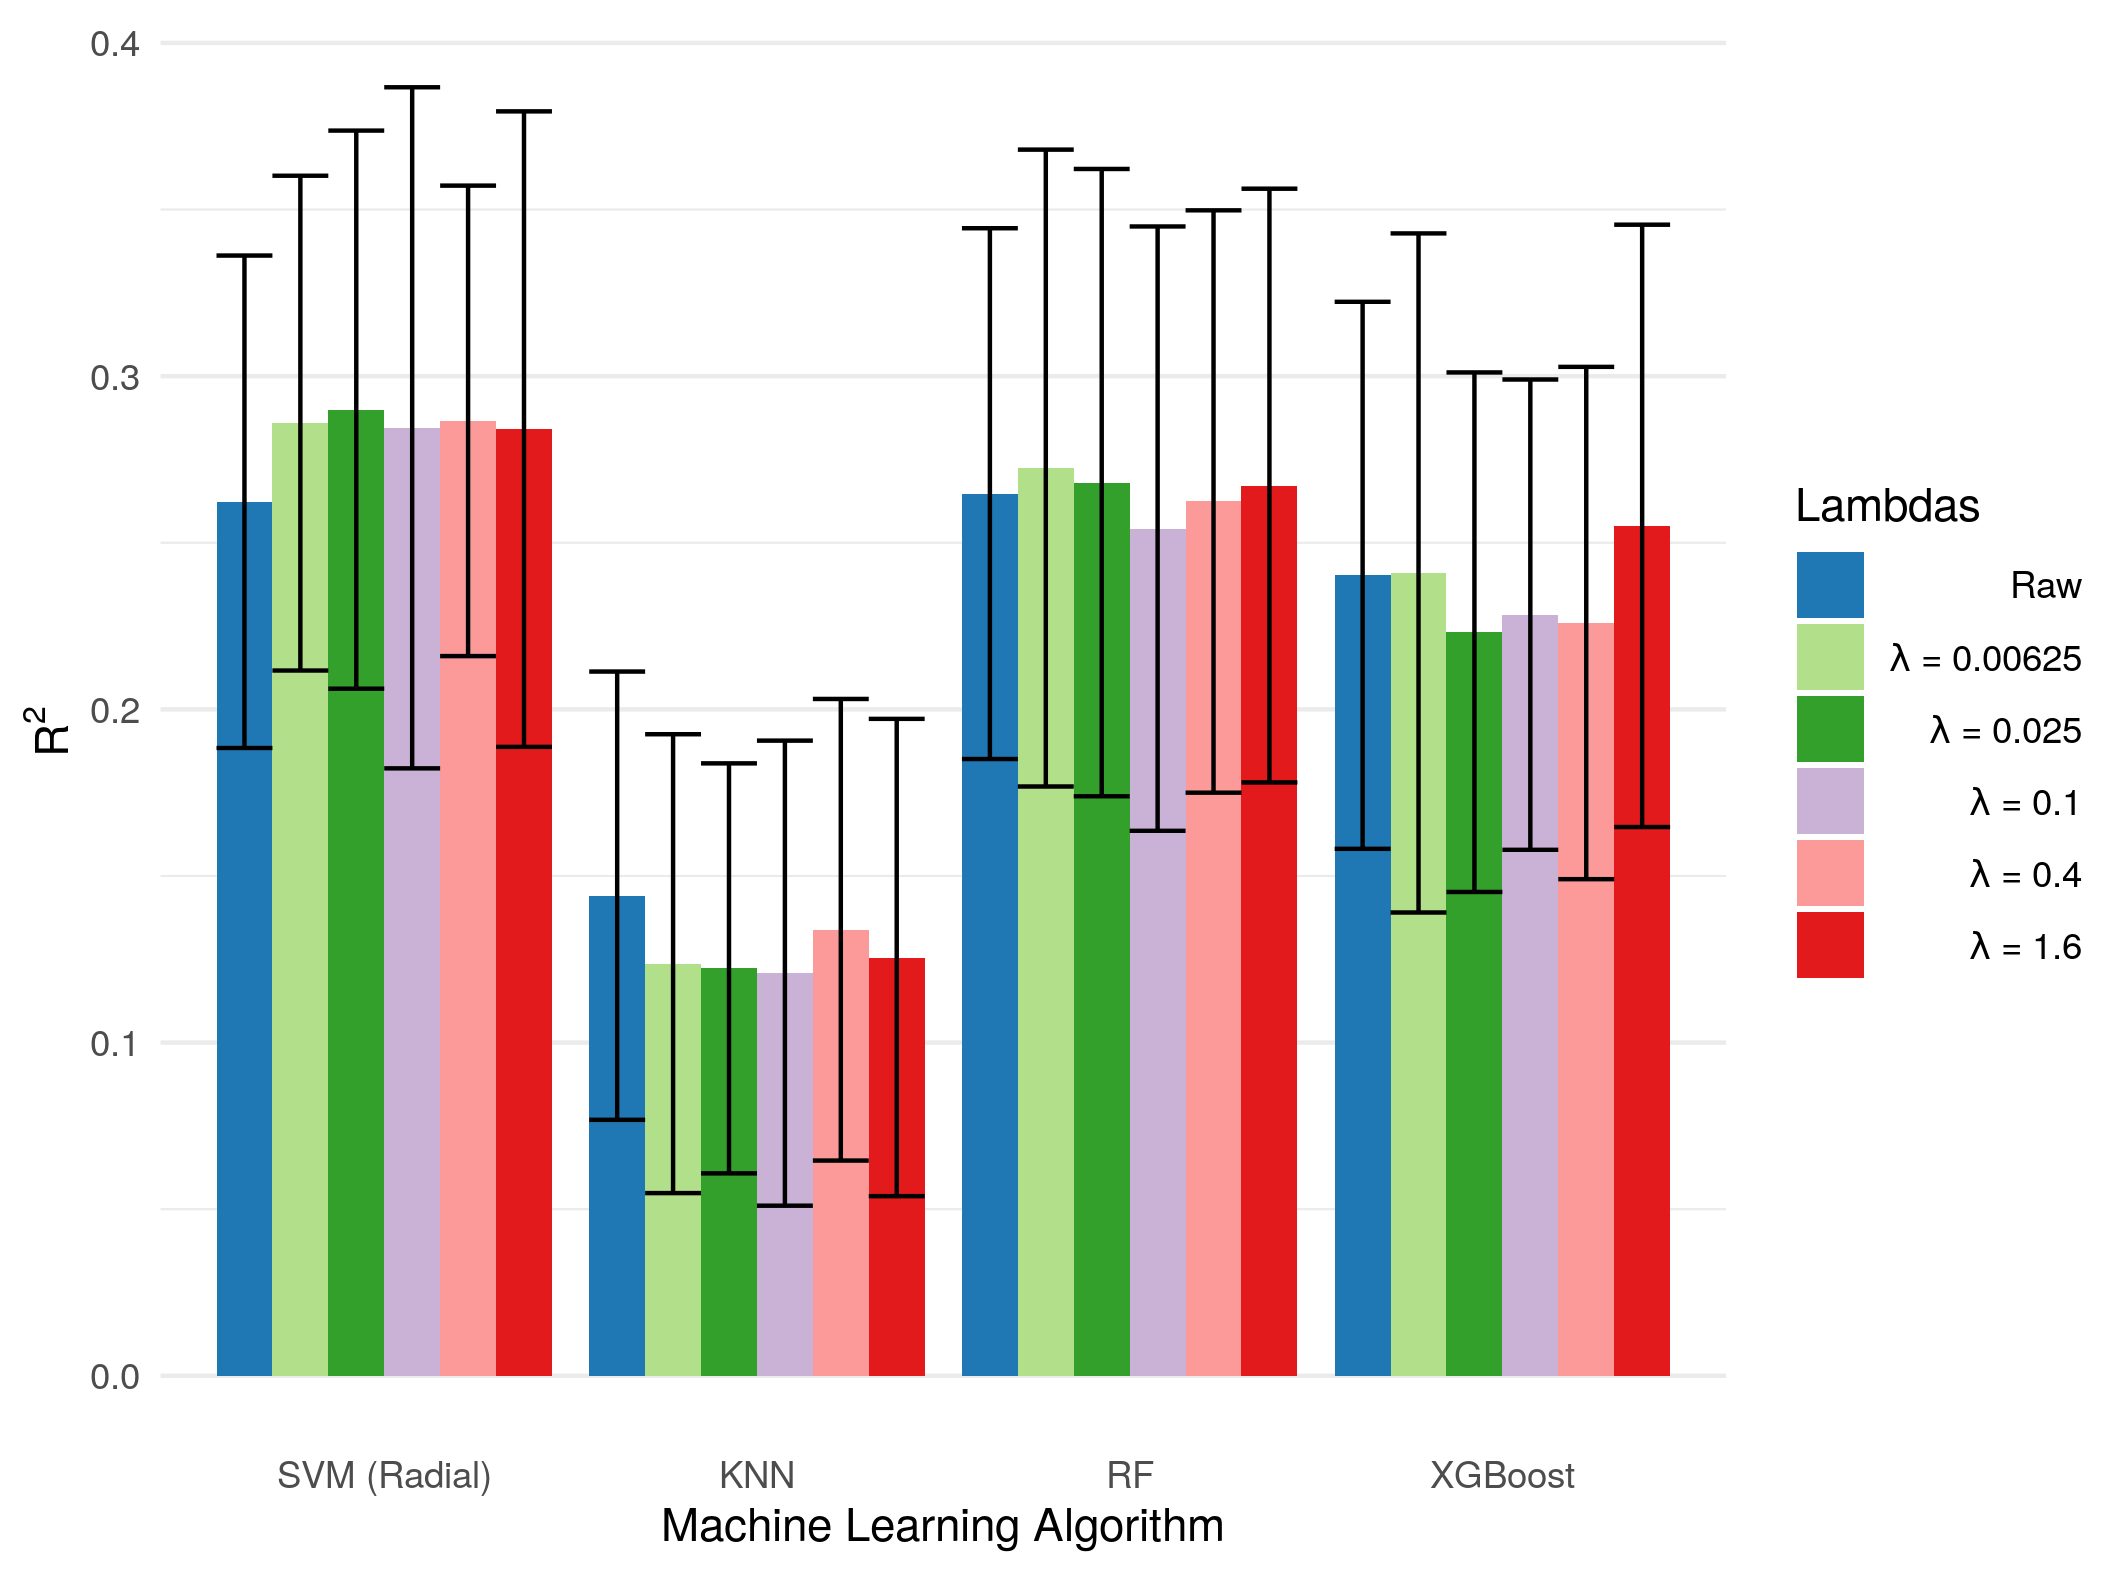 0.4
0.3
0.2
0.1
0.0
R²
SVM (Radial)
KNN
RF
XGBoost
Machine Learning Algorithm
Lambdas
Raw
λ = 0.00625
λ = 0.025
λ = 0.1
λ = 0.4
λ = 1.6